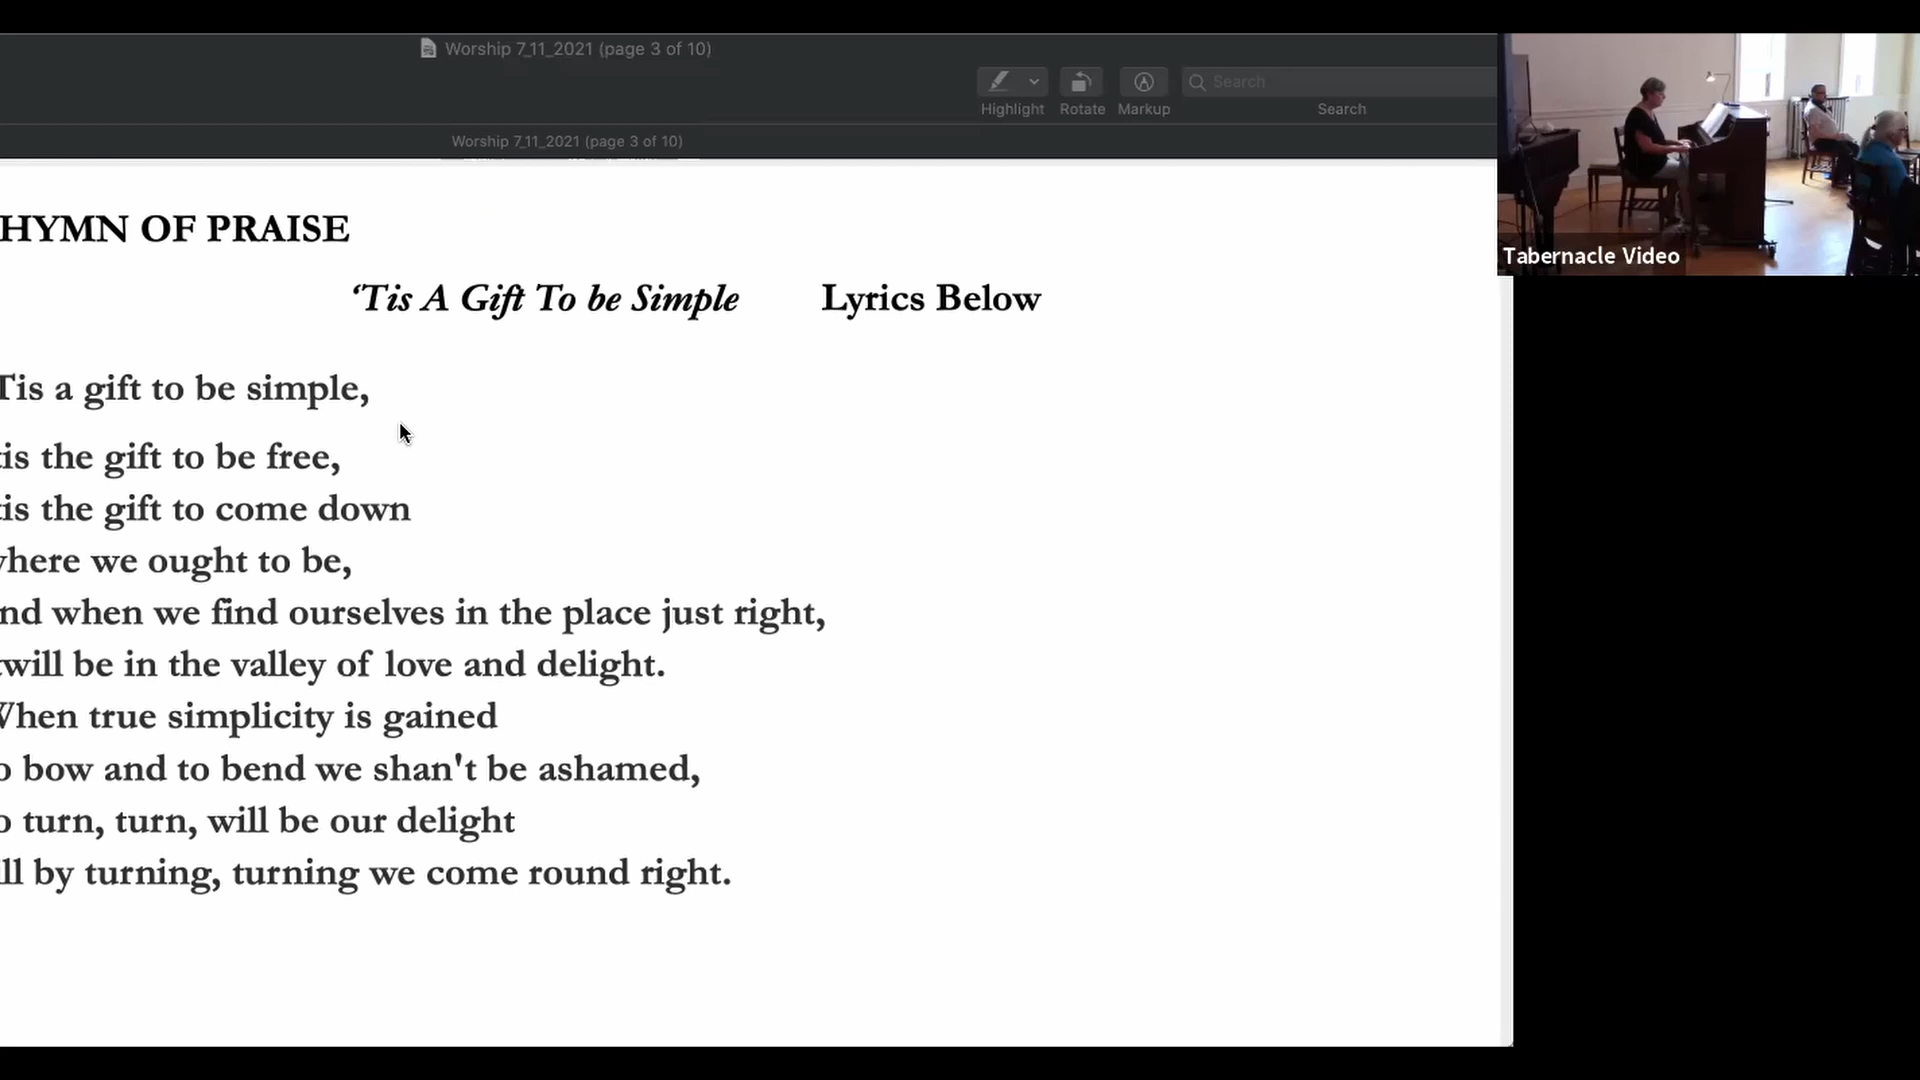 Worship 7_11_2021 (page 3 of 10)
Highlight Rotate Markup Search
Search
Worship 7_11_2021 (page 3 of 10)
HYMN OF PRAISE
‘Tis A Gift To be Simple Lyrics Below
Tis a gift to be simple,
tis the gift to be free,
tis the gift to come down
where we ought to be,
nd when we find ourselves in the place just right,
twill be in the valley of love and delight.
When true simplicity is gained
o bow and to bend we shan't be ashamed,
o turn, turn, will be our delight
ll by turning, turning we come round right.
Tabernacle Video